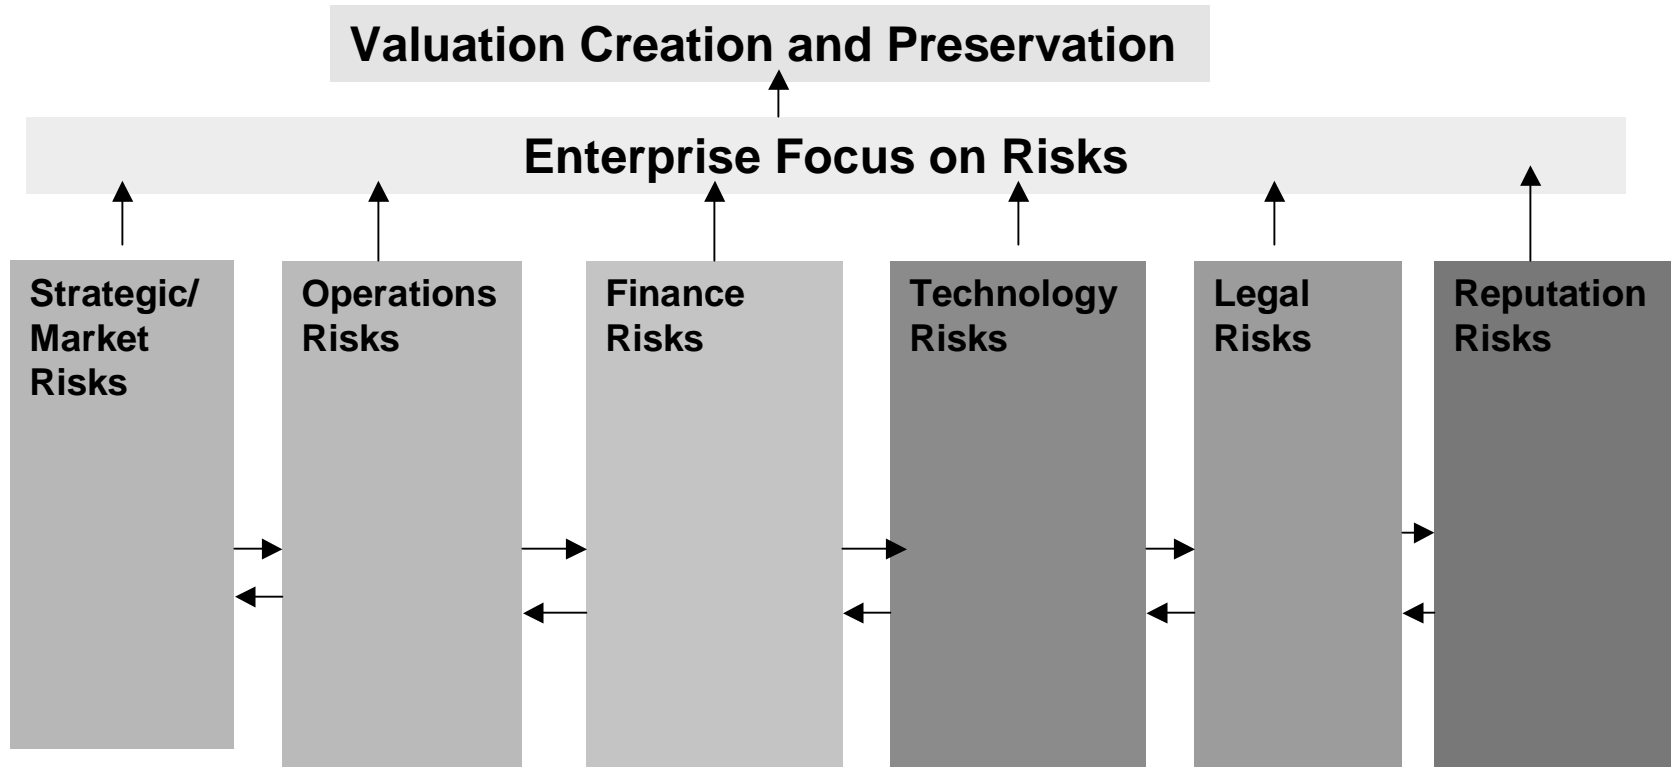 Valuation Creation and Preservation
Enterprise Focus on Risks
Strategic/
Market
Risks
Operations
Risks
Finance
Risks
Technology
Risks
Legal
Risks
Reputation
Risks